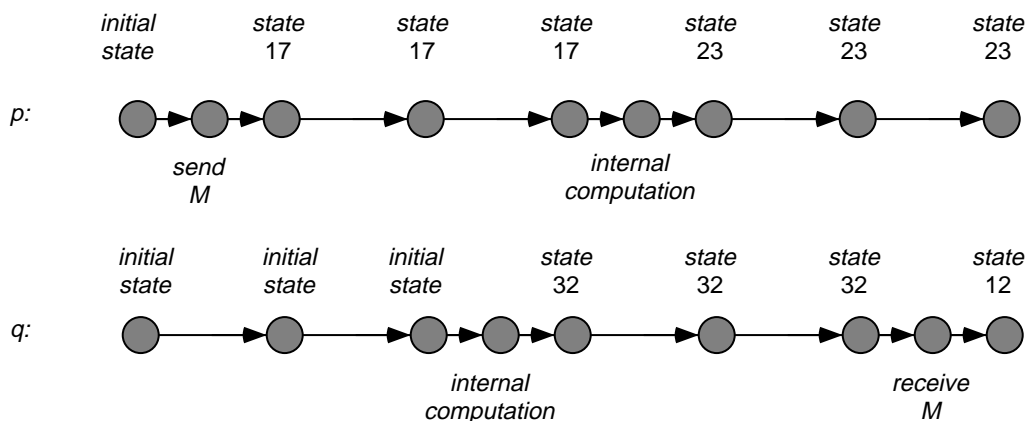 initial state state state state state state
state 17 17 17 23 23 23
p:
send internal
M computation
initial initial initial state state state state
state state state 32 32 32 12
q:
internal receive
computation M